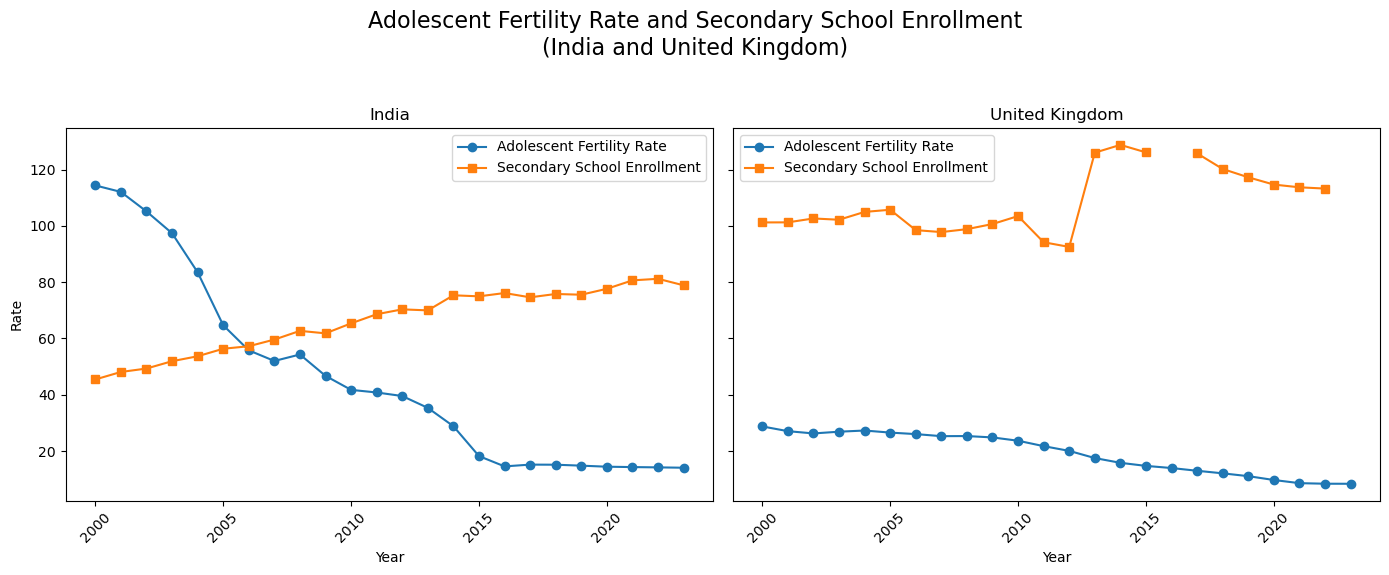 Adolescent Fertility Rate and Secondary School Enrollment
(India and United Kingdom)
India
Adolescent Fertility Rate
Secondary School Enrollment
Rate
120
100
80
60
40
20
2000
2005
2010
2015
2020
Year
United Kingdom
Adolescent Fertility Rate
Secondary School Enrollment
2000
2005
2010
2015
2020
Year